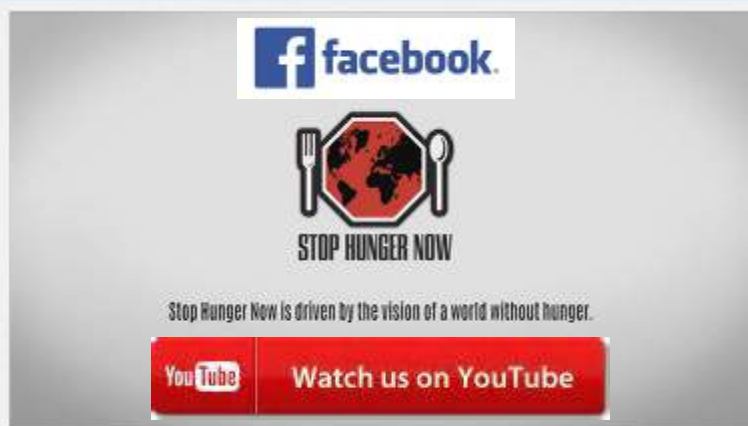 facebook.
STOP HUNGER NOW
Stop Hunger Now is driven by the vision of a world without hunger.
YouTube Watch us on YouTube